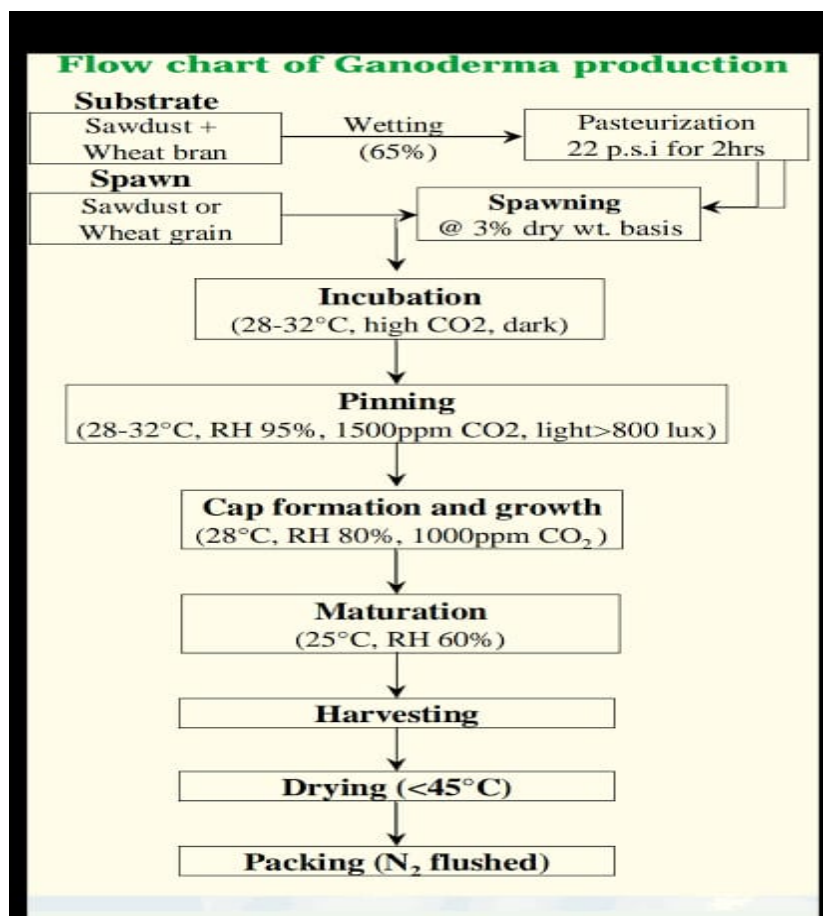 Flow chart of Ganoderma production
Substrate
Sawdust +
Wheat bran
Wetting
(65%)
Pasteurization
22 p.s.i for 2hrs
Spawn
Sawdust or
Wheat grain
Spawning
@ 3% dry wt. basis
Incubation
(28-32°C, high CO2, dark)
Pinning
(28-32°C, RH 95%, 1500ppm CO2, light>800 lux)
Cap formation and growth
(28°C, RH 80%, 1000ppm CO₂ )
Maturation
(25°C, RH 60%)
Harvesting
Drying (<45°C)
Packing (N₂ flushed)